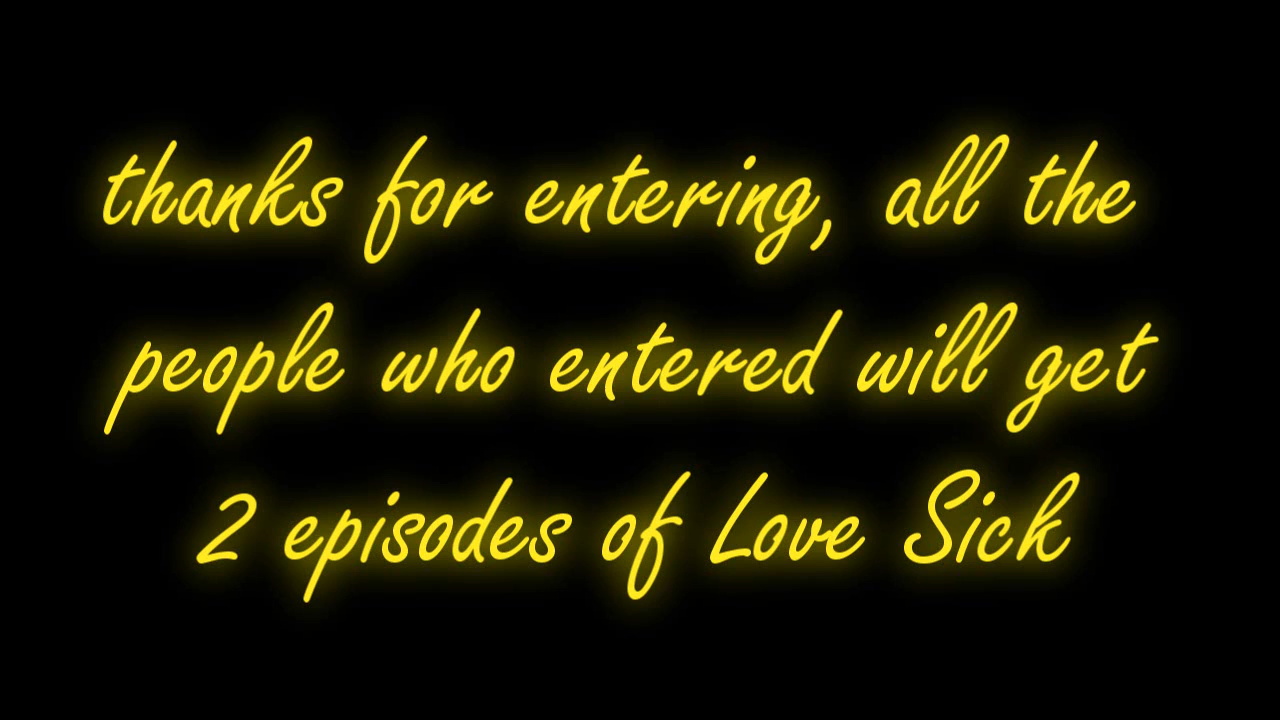 thanks for entering, all the
people who entered will get
2 episodes of Love Sick